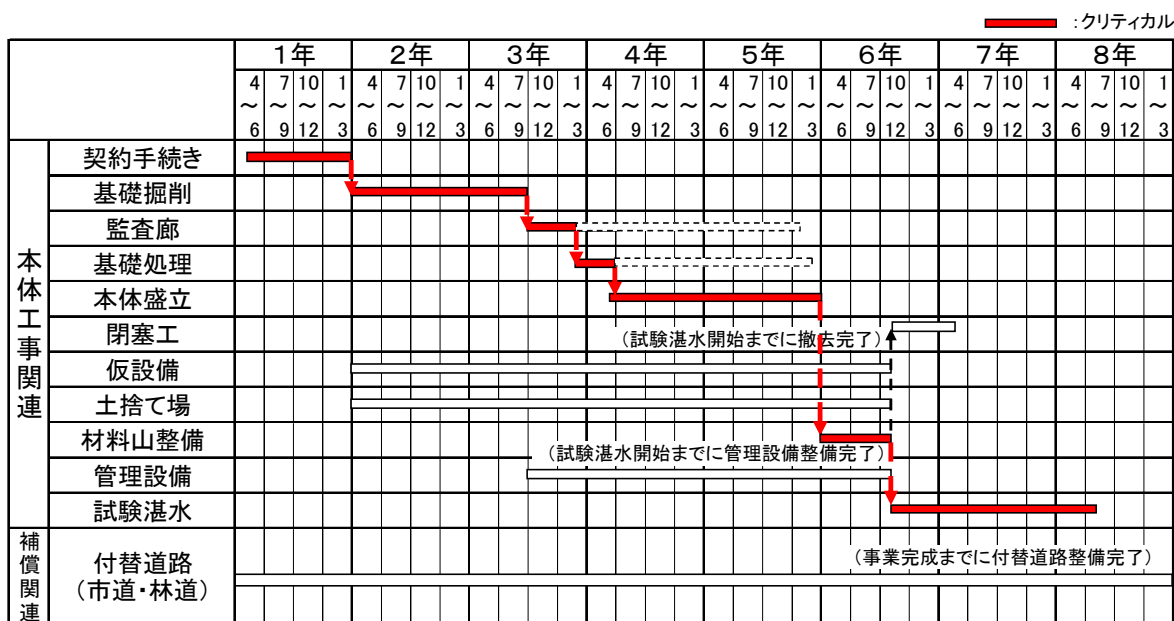 ：クリティカル
1年 2年 3年 4年 5年 6年 7年 8年
4 7 10 1 4 7 10 1 4 7 10 1 4 7 10 1 4 7 10 1 4 7 10 1 4 7 10 1 4 7 10 1
～ ～ ～ ～ ～ ～ ～ ～ ～ ～ ～ ～ ～ ～ ～ ～ ～ ～ ～ ～ ～ ～ ～ ～ ～ ～ ～ ～ ～ ～ ～ ～
6 9 12 3 6 9 12 3 6 9 12 3 6 9 12 3 6 9 12 3 6 9 12 3 6 9 12 3 6 9 12 3
本体工事関連
契約手続き
基礎掘削
監査廊
基礎処理
本体盛立
閉塞工
（試験湛水開始までに撤去完了）
仮設備
土捨て場
材料山整備
（試験湛水開始までに管理設備整備完了）
管理設備
試験湛水
補償関連
付替道路
（市道・林道）
（事業完成までに付替道路整備完了）